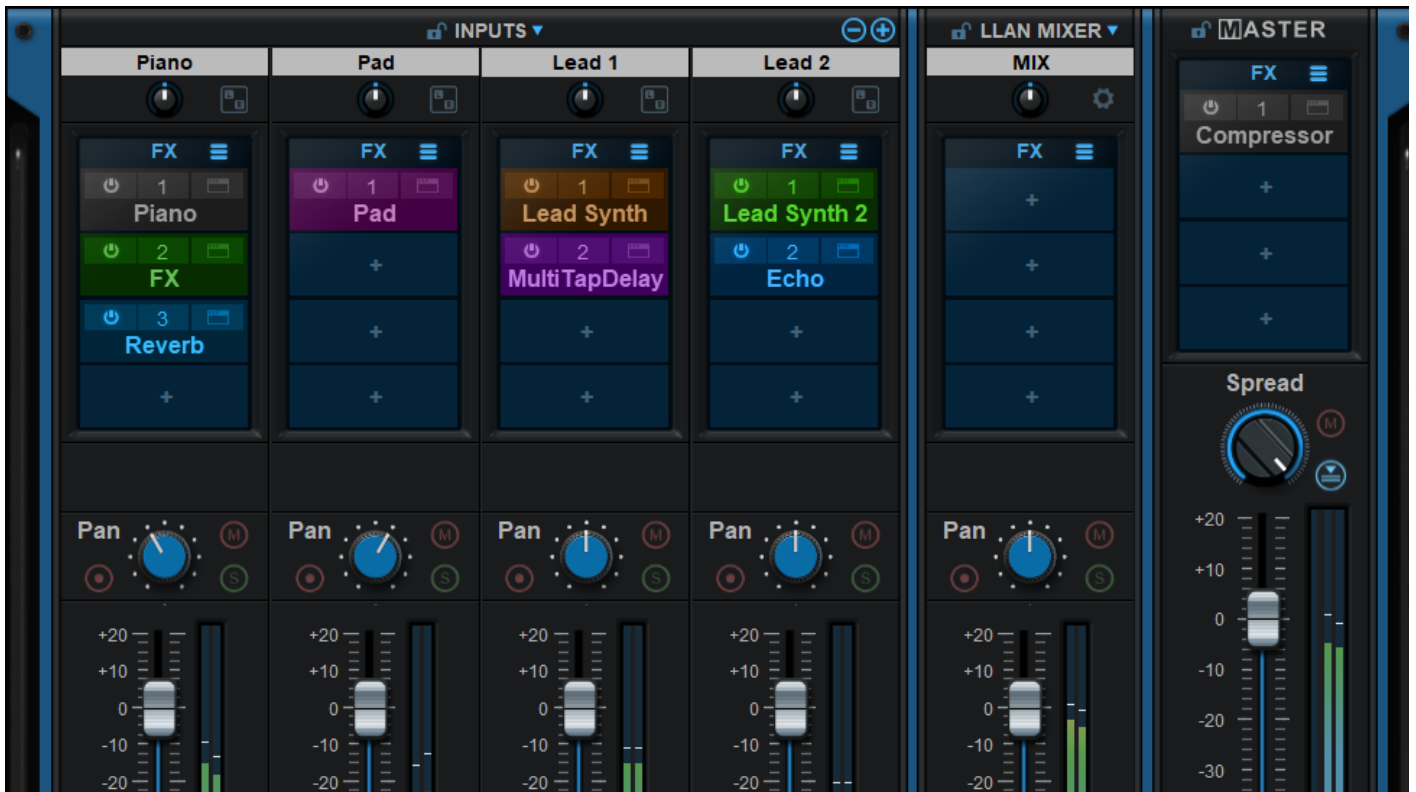 INPUTS
LLAN MIXER
MASTER
Piano
Pad
Lead 1
Lead 2
MIX
L R
L R
L R
L R
FX
FX
FX
FX
FX
FX
1
Piano
2
FX
3
Reverb
1
Pad
1
Lead Synth
2
MultiTapDelay
1
Lead Synth 2
2
Echo
1
Compressor
Spread
M
Pan M
S
Pan M
S
Pan M
S
Pan M
S
Pan M
S
+20
+10
0
-10
-20
+20
+10
0
-10
-20
+20
+10
0
-10
-20
+20
+10
0
-10
-20
+20
+10
0
-10
-20
+20
+10
0
-10
-20
-30